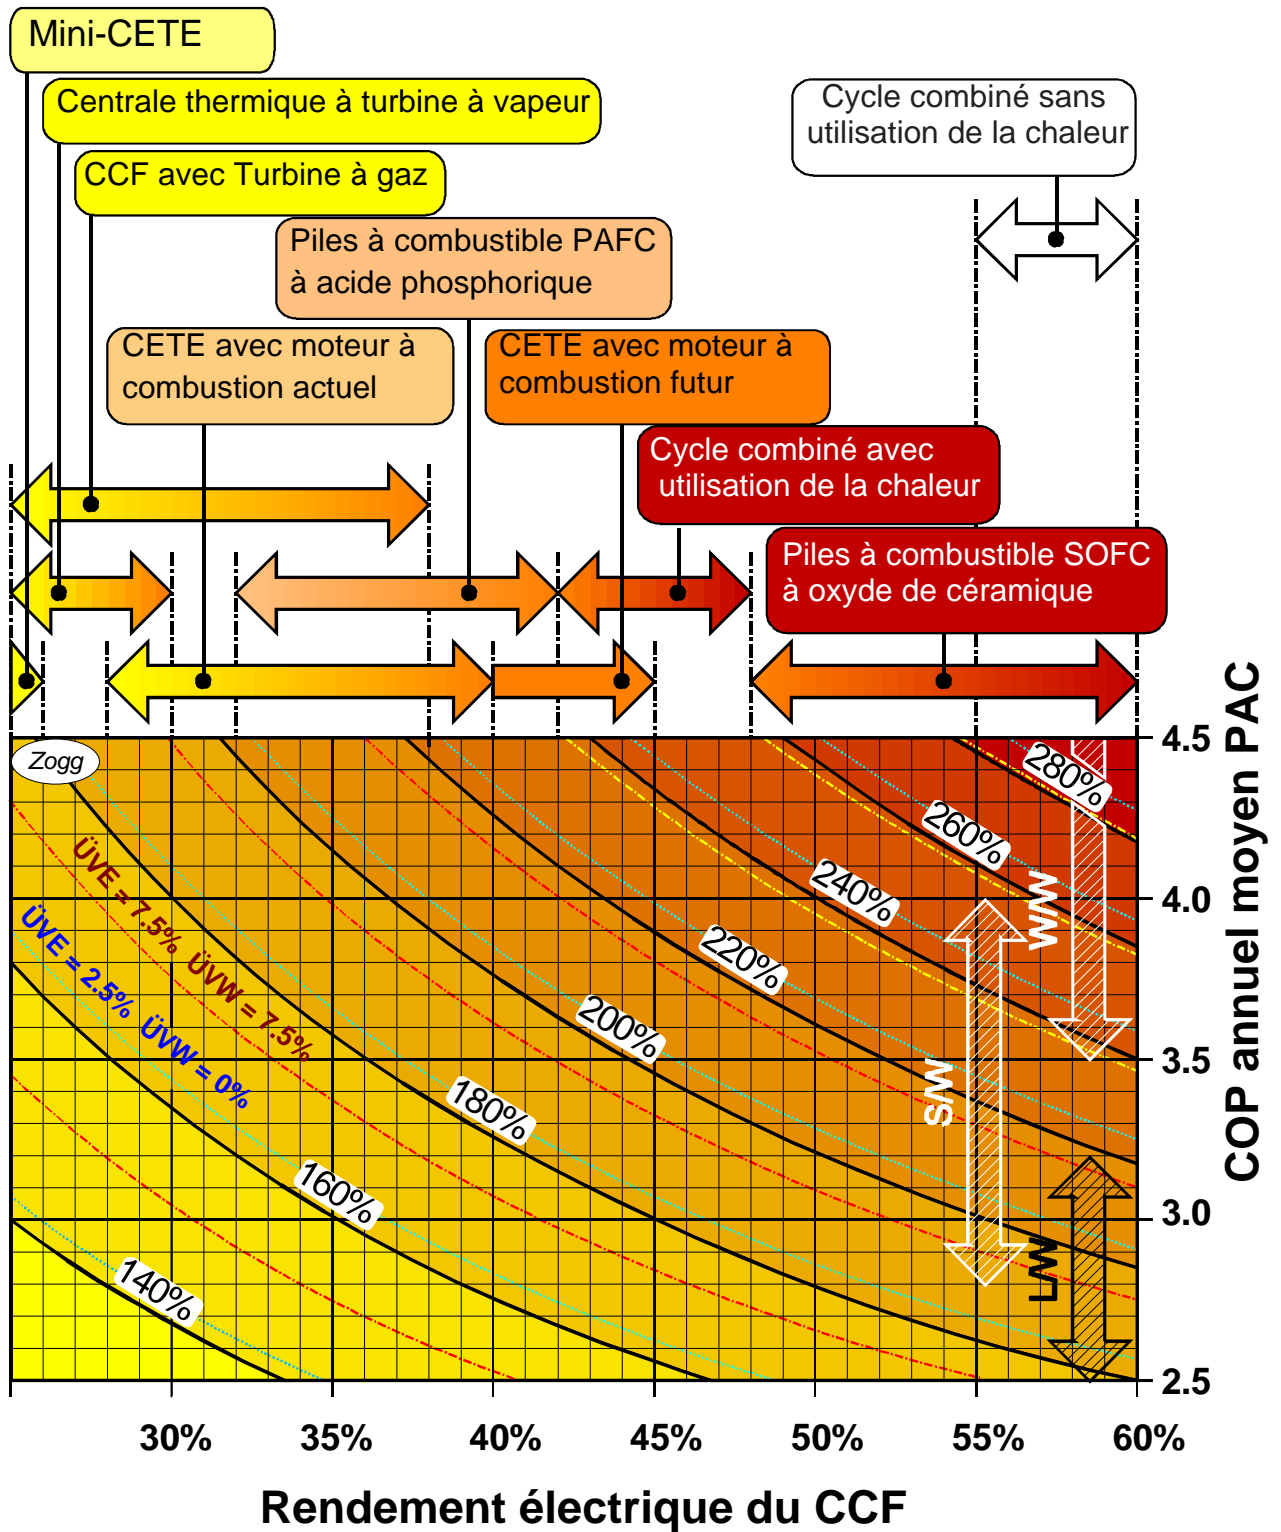 Mini-CETE
Centrale thermique à turbine à vapeur
CCF avec Turbine à gaz
Cycle combiné sans
utilisation de la chaleur
Piles à combustible PAFC
à acide phosphorique
CETE avec moteur à
combustion actuel
CETE avec moteur à
combustion futur
Cycle combiné avec
utilisation de la chaleur
Piles à combustible SOFC
à oxyde de céramique
Zogg
ÜVE = 7.5% ÜVW = 7.5%
ÜVE = 2.5% ÜVW = 0%
280%
260%
240%
220%
200%
180%
160%
140%
W/W
S/W
L/W
4.5
4.0
3.5
3.0
2.5
COP annuel moyen PAC
30%
35%
40%
45%
50%
55%
60%
Rendement électrique du CCF